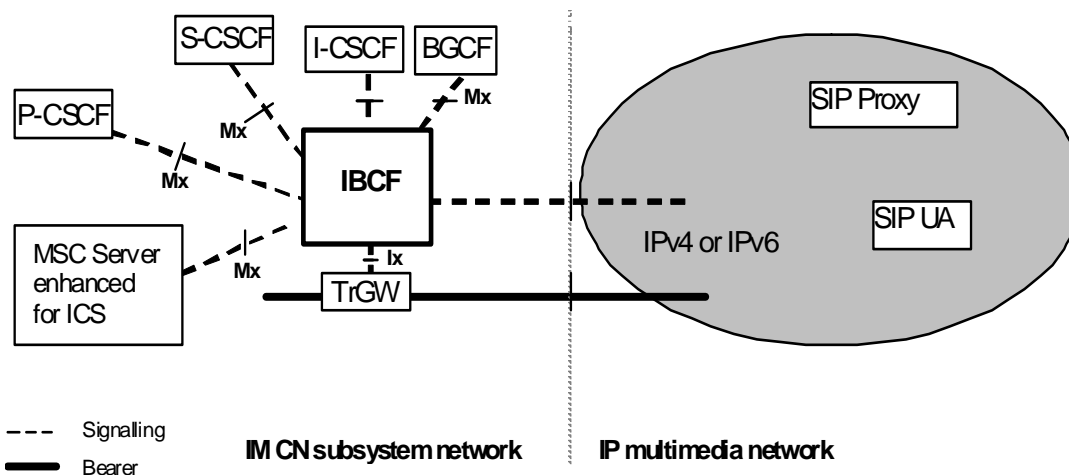 S-CSCF
I-CSCF
BGCF
SIP Proxy
P-CSCF
Mx
Mx
Mx
IBCF
SIP UA
MSC Server
enhanced
for ICS
Mx
Ix
IPv4 or IPv6
TrGW
Signalling
Bearer
IM CN subsystem network
IP multimedia network